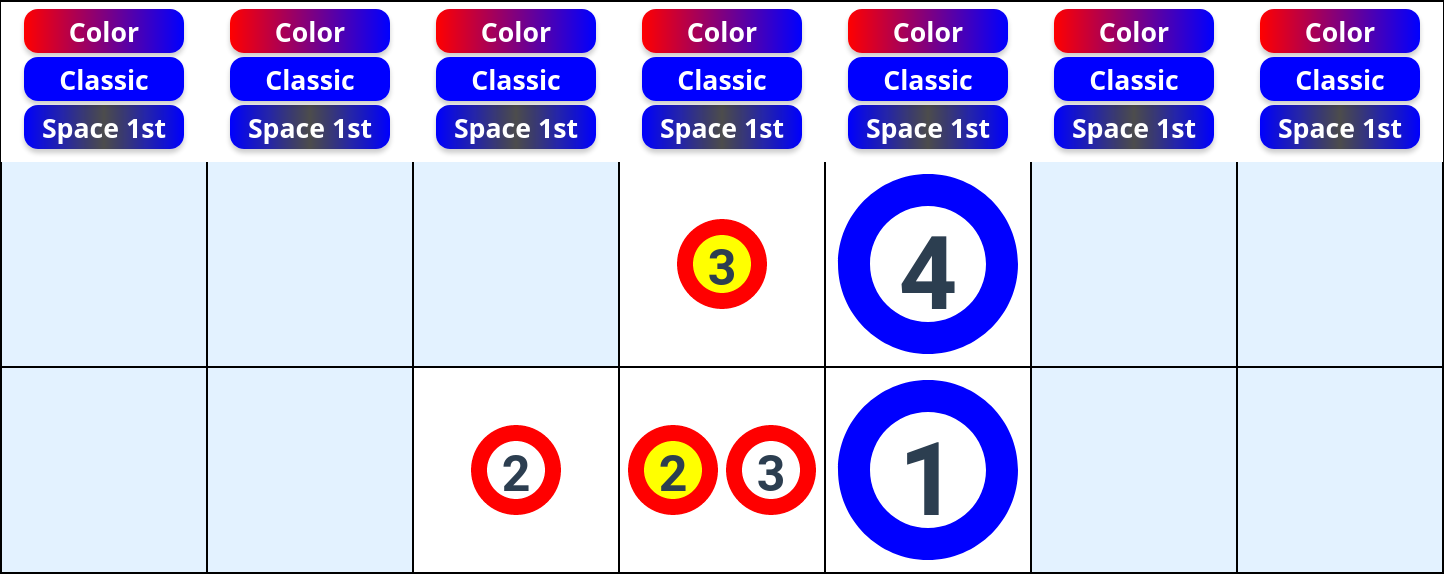 Color Color Color Color Color Color Color
Classic Classic Classic Classic Classic Classic Classic
Space 1st Space 1st Space 1st Space 1st Space 1st Space 1st Space 1st
3 4
2 2 3 1